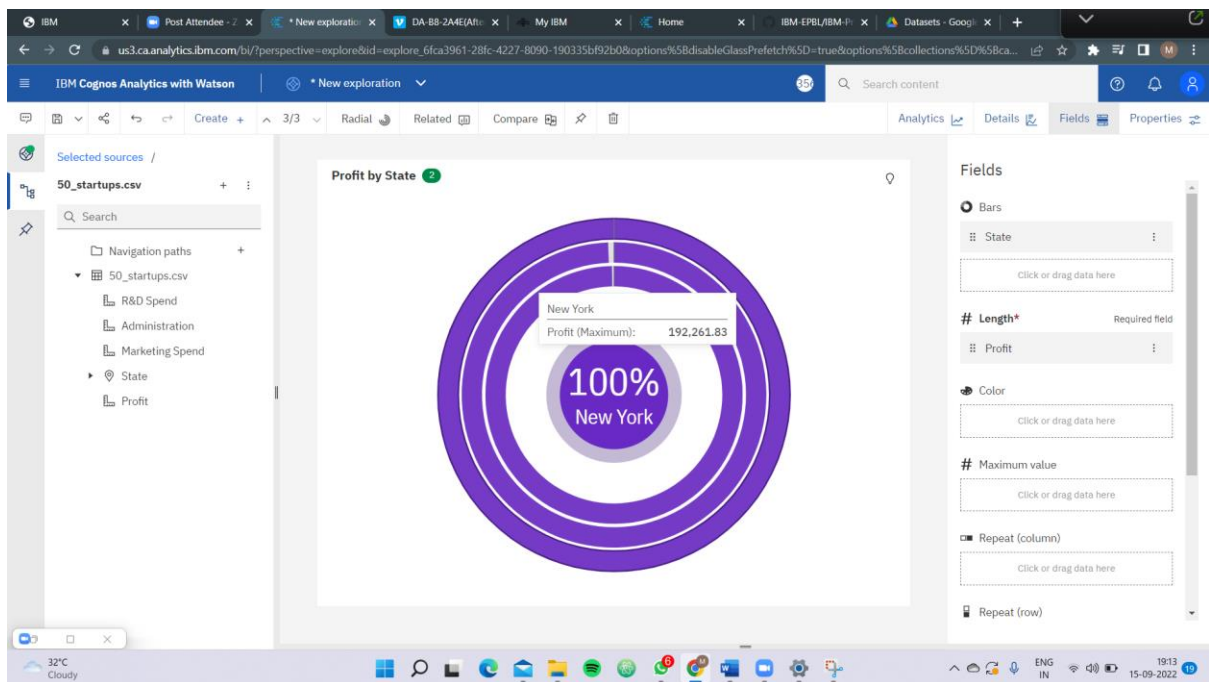 IBM
Post Attendee - Z
* New exploration
DA-B8-2A4E(Afte
My IBM
Home
IBM-EPBL/IBM-Pr
Datasets - Google
us3.ca.analytics.ibm.com/bi/?perspective=explore&id=explore_6fca3961-28fc-4227-8090-190335bf92b0&options%5BdisableGlassPrefetch%5D=true&options%5Bcollections%5D%5Bca...
M
IBM Cognos Analytics with Watson
* New exploration
Search content
Create +
3/3
Radial
Related
Compare
Analytics
Details
Fields
Properties
Selected sources /
50_startups.csv
Search
Navigation paths
50_startups.csv
R&D Spend
Administration
Marketing Spend
State
Profit
Profit by State 2
New York
Profit (Maximum): 192,261.83
100%
New York
Fields
Bars
State
Click or drag data here
# Length* Required field
Profit
Color
Click or drag data here
# Maximum value
Click or drag data here
Repeat (column)
Click or drag data here
Repeat (row)
32°C
Cloudy
ENG
IN
19:13
15-09-2022
19